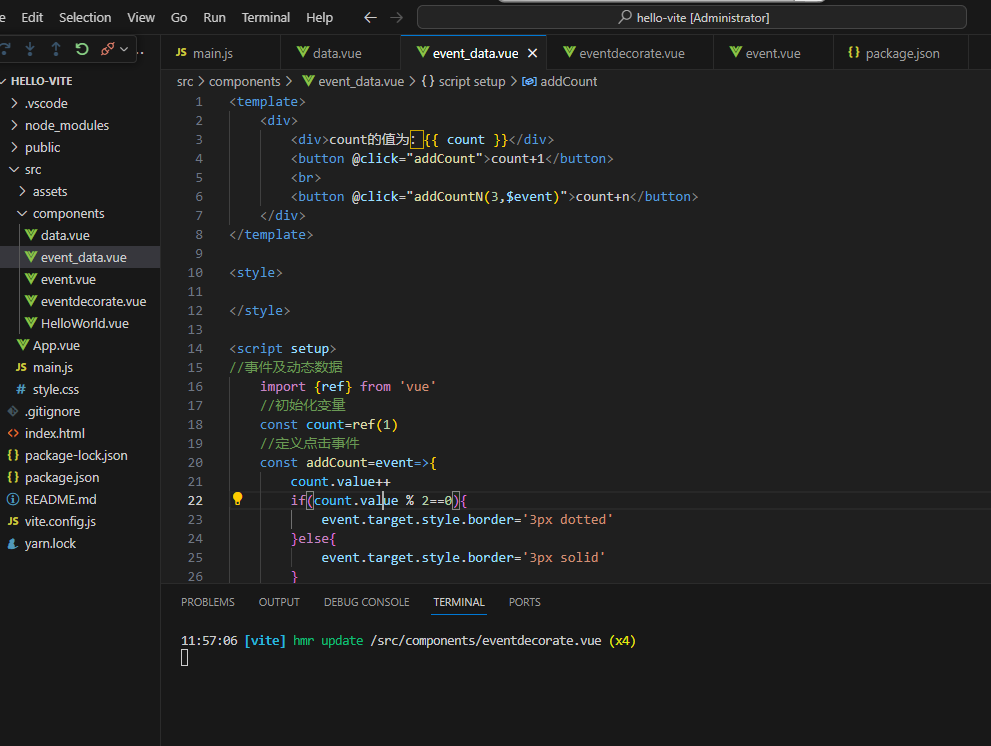 e Edit Selection View Go Run Terminal Help hello-vite [Administrator]
JS main.js data.vue event_data.vue eventdecorate.vue event.vue {} package.json
HELLO-VITE
.vscode
node_modules
public
src
assets
components
data.vue
event_data.vue
event.vue
eventdecorate.vue
HelloWorld.vue
App.vue
JS main.js
# style.css
.gitignore
<> index.html
{} package-lock.json
{} package.json
README.md
JS vite.config.js
yarn.lock
src > components > event_data.vue > {} script setup > addCount
1 <template>
2 <div>
3 <div>count的值为：{{ count }}</div>
4 <button @click="addCount">count+1</button>
5 <br>
6 <button @click="addCountN(3,$event)">count+n</button>
7 </div>
8 </template>
9
10 <style>
11
12 </style>
13
14 <script setup>
15 //事件及动态数据
16 import {ref} from 'vue'
17 //初始化变量
18 const count=ref(1)
19 //定义点击事件
20 const addCount=event=>{
21 count.value++
22 if(count.value % 2==0){
23 event.target.style.border='3px dotted'
24 }else{
25 event.target.style.border='3px solid'
26 }
PROBLEMS OUTPUT DEBUG CONSOLE TERMINAL PORTS
11:57:06 [vite] hmr update /src/components/eventdecorate.vue (x4)